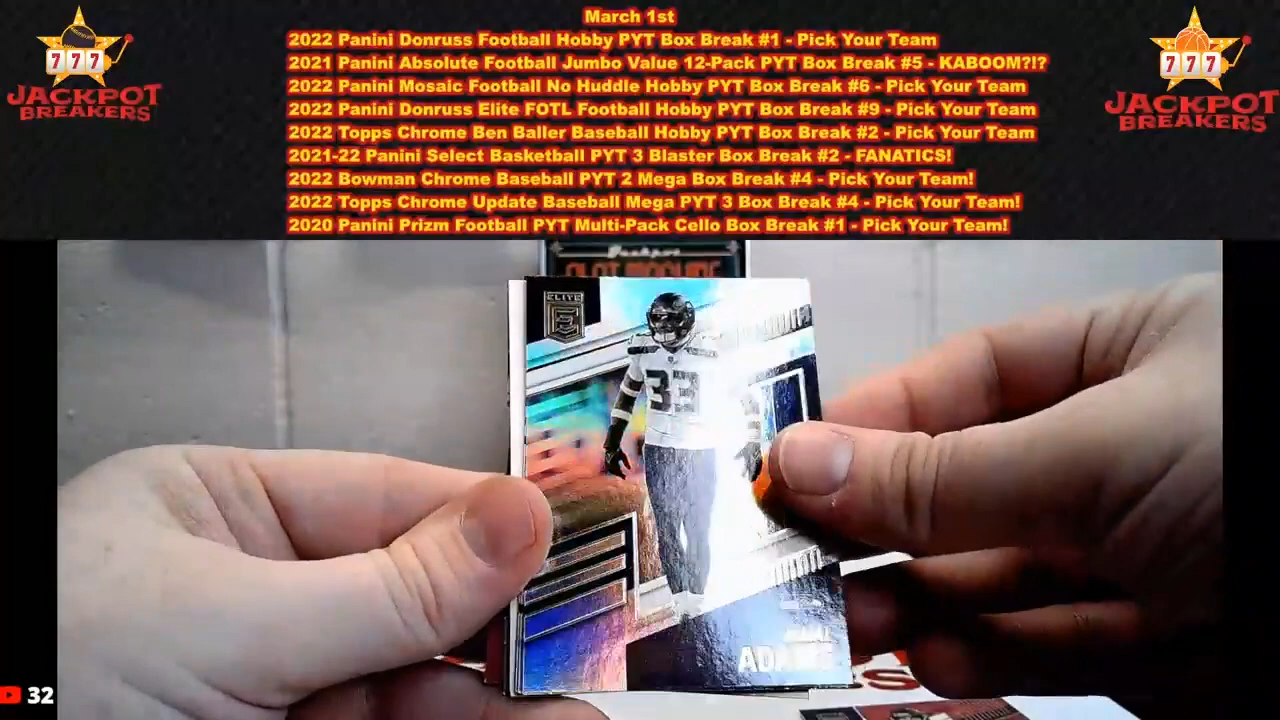 March 1st
2022 Panini Donruss Football Hobby PYT Box Break #1 - Pick Your Team
2021 Panini Absolute Football Jumbo Value 12-Pack PYT Box Break #5 - KABOOM?!?
2022 Panini Mosaic Football No Huddle Hobby PYT Box Break #6 - Pick Your Team
2022 Panini Donruss Elite FOTL Football Hobby PYT Box Break #9 - Pick Your Team
2022 Topps Chrome Ben Baller Baseball Hobby PYT Box Break #2 - Pick Your Team
2021-22 Panini Select Basketball PYT 3 Blaster Box Break #2 - FANATICS!
2022 Bowman Chrome Baseball PYT 2 Mega Box Break #4 - Pick Your Team!
2022 Topps Chrome Update Baseball Mega PYT 3 Box Break #4 - Pick Your Team!
2020 Panini Prizm Football PYT Multi-Pack Cello Box Break #1 - Pick Your Team!
777
JACKPOT
BREAKERS
777
JACKPOT
BREAKERS
ELITE
E
33
32